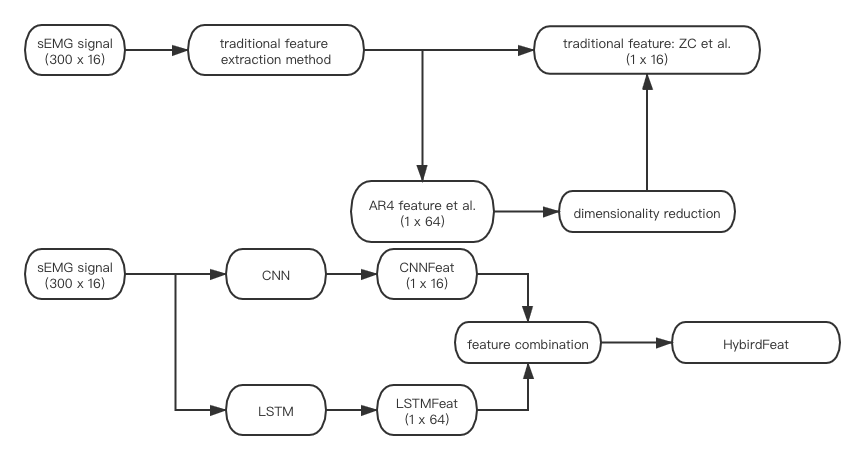 sEMG signal
(300 x 16)
traditional feature
extraction method
traditional feature: ZC et al.
(1 x 16)
AR4 feature et al.
(1 x 64)
dimensionality reduction
sEMG signal
(300 x 16)
CNN
CNNFeat
(1 x 16)
feature combination
HybirdFeat
LSTM
LSTMFeat
(1 x 64)